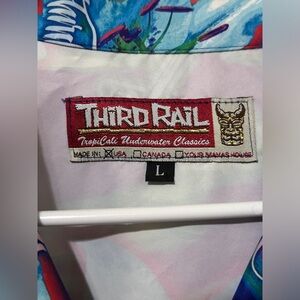 THIRD RAIL
TropiCali Underwater Classics
MADE IN: ☒USA ☐CANADA ☐YOUR MAMAS HOUSE
L